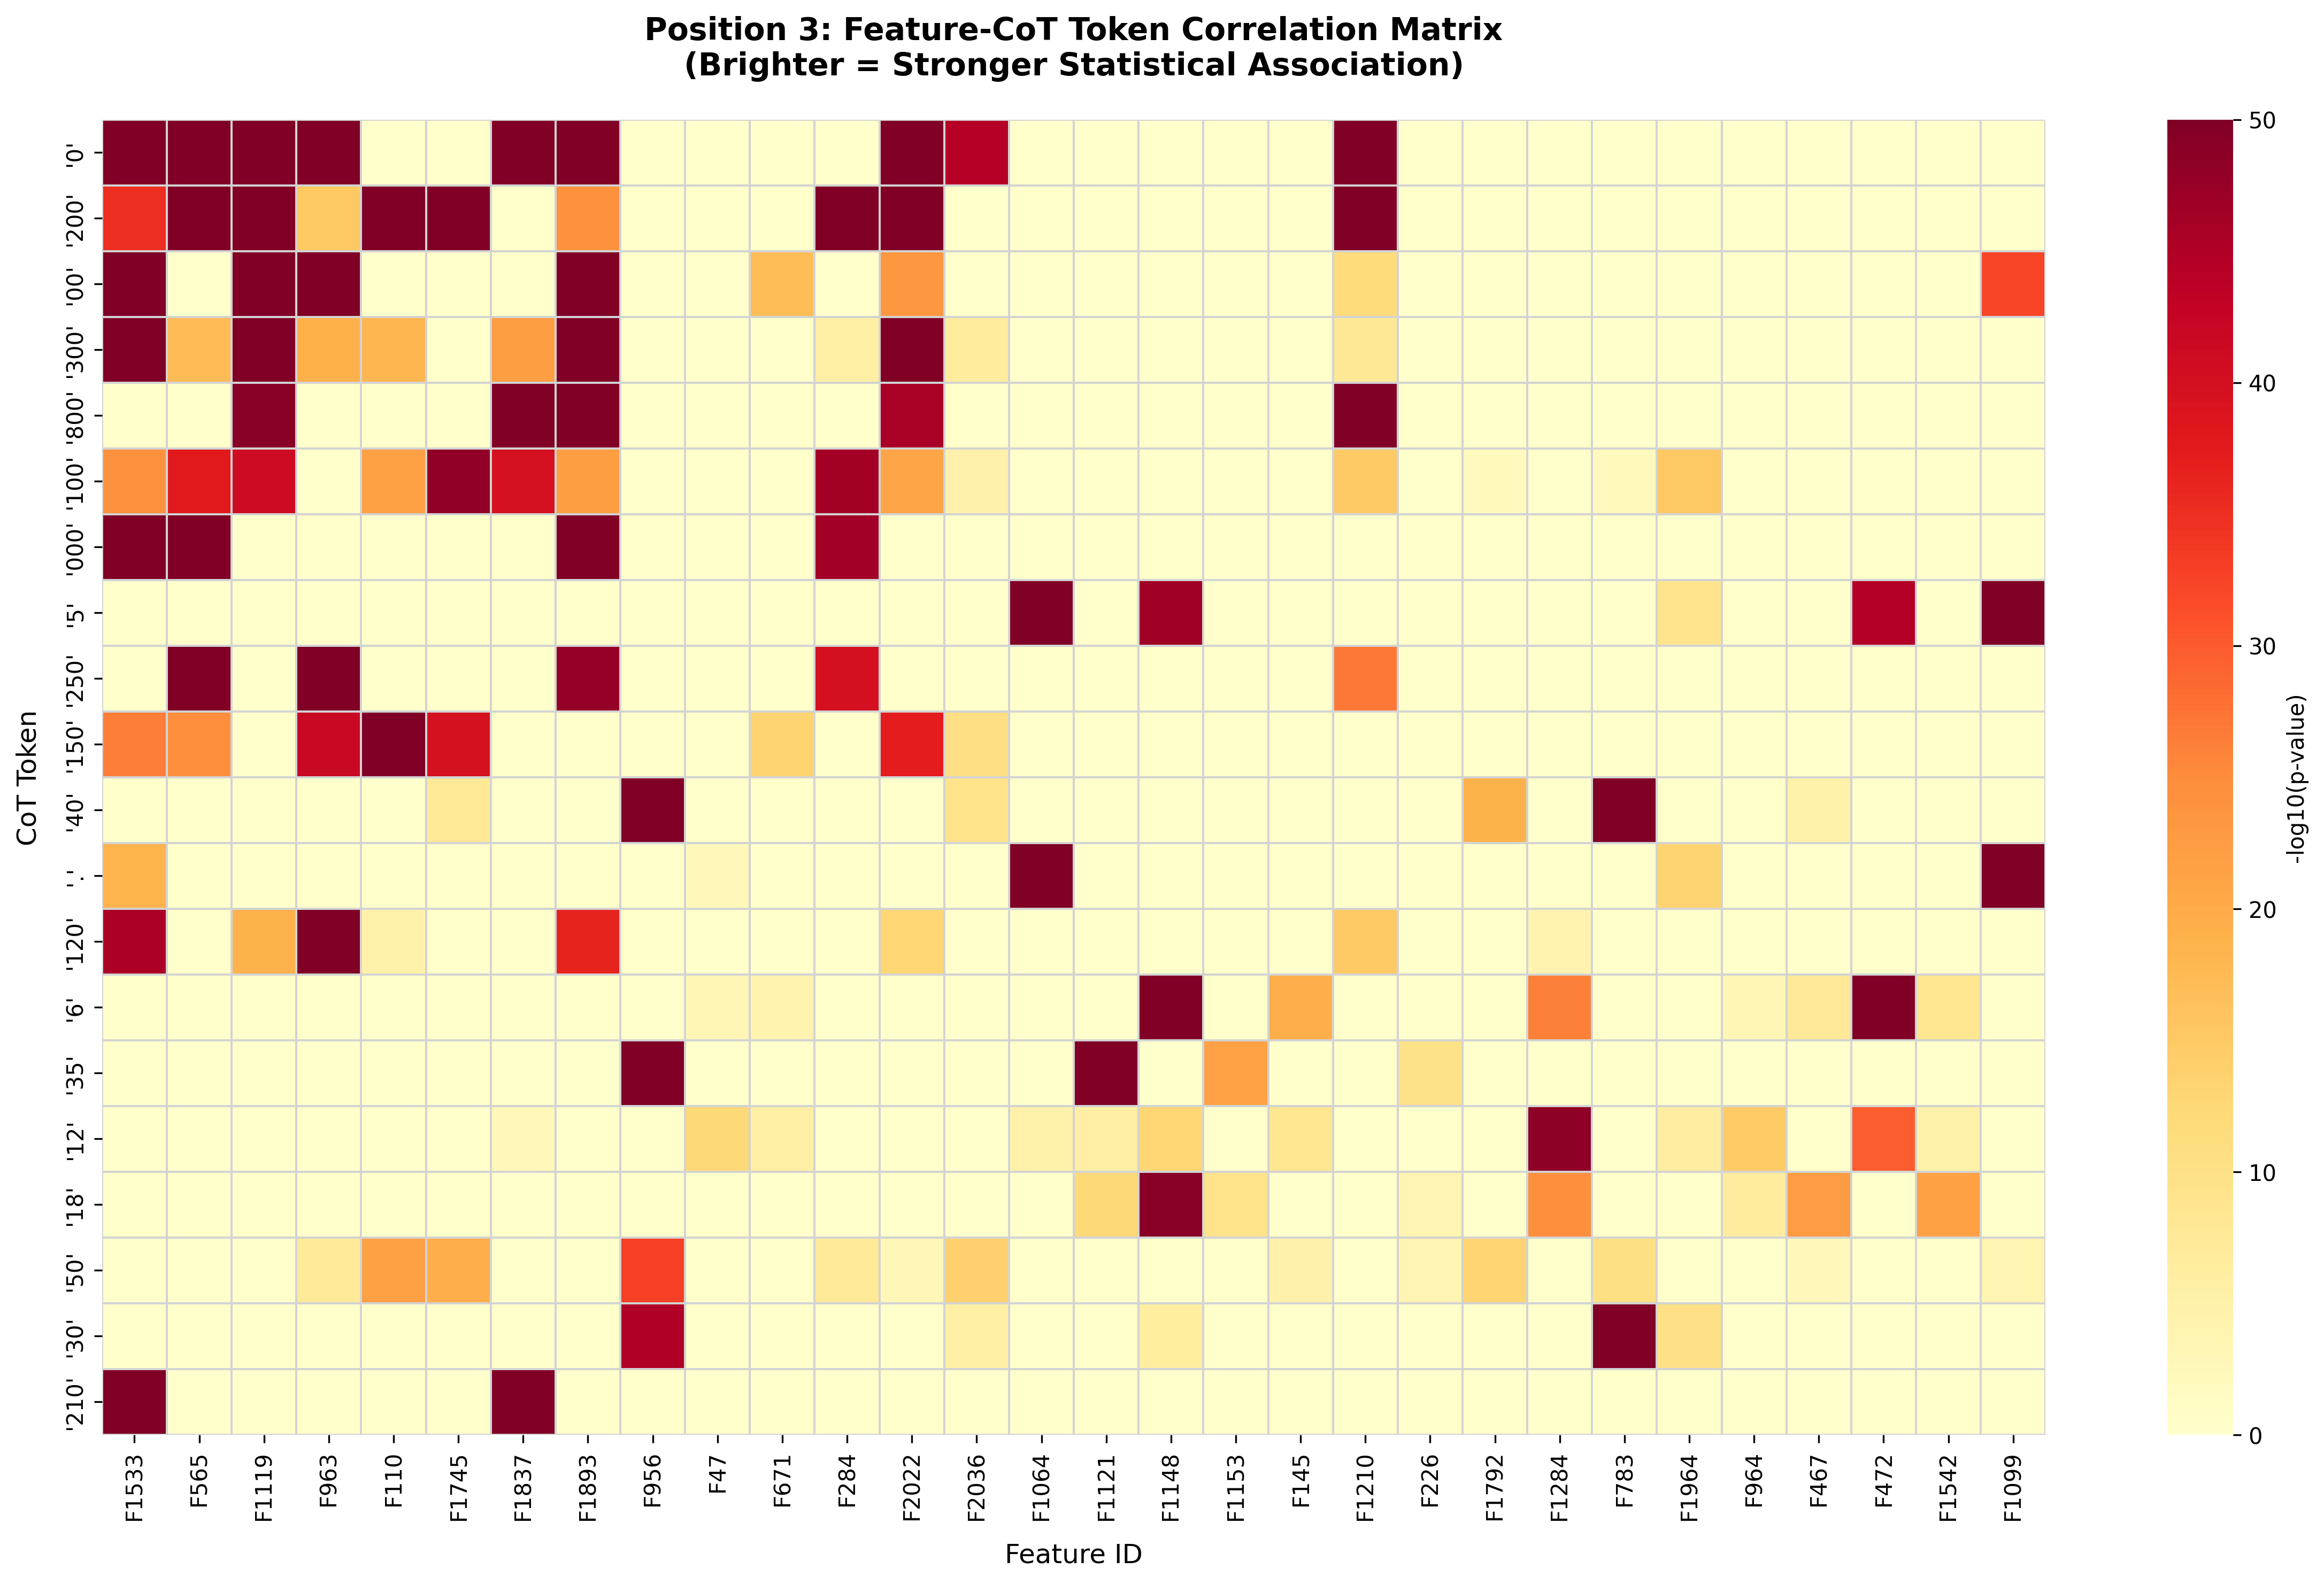 Position 3: Feature-CoT Token Correlation Matrix
(Brighter = Stronger Statistical Association)
CoT Token
'0'
'200'
'00'
'300'
'800'
'100'
'000'
'5'
'250'
'150'
'40'
'.'
'120'
'6'
'35'
'12'
'18'
'50'
'30'
'210'
F1533
F565
F1119
F963
F110
F1745
F1837
F1893
F956
F47
F671
F284
F2022
F2036
F1064
F1121
F1148
F1153
F145
F1210
F226
F1792
F1284
F783
F1964
F964
F467
F472
F1542
F1099
Feature ID
50
40
30
20
10
0
-log10(p-value)